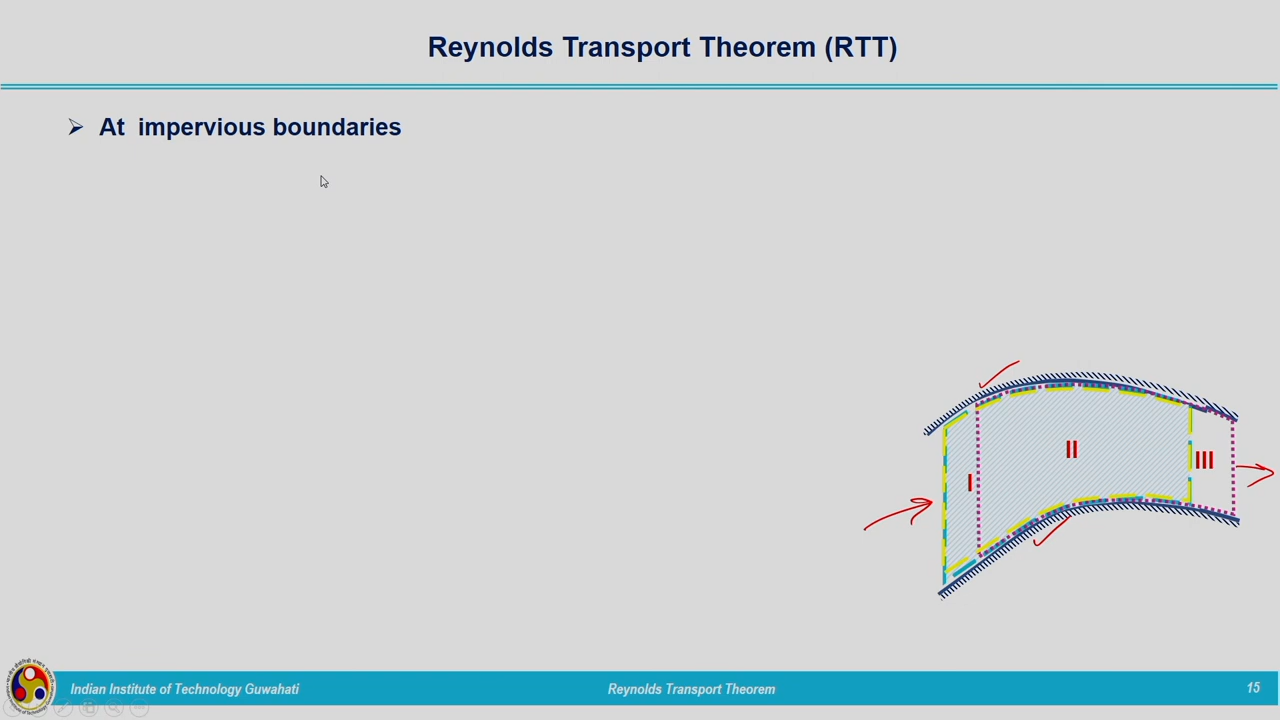 Reynolds Transport Theorem (RTT)
At impervious boundaries
I
II
III
Indian Institute of Technology Guwahati
Reynolds Transport Theorem
15